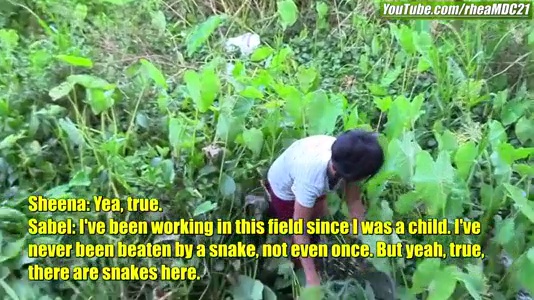 YouTube.com/rheaMDC21
Sheena: Yea, true.
Sabel: I've been working in this field since I was a child. I've
never been beaten by a snake, not even once. But yeah, true,
there are snakes here.